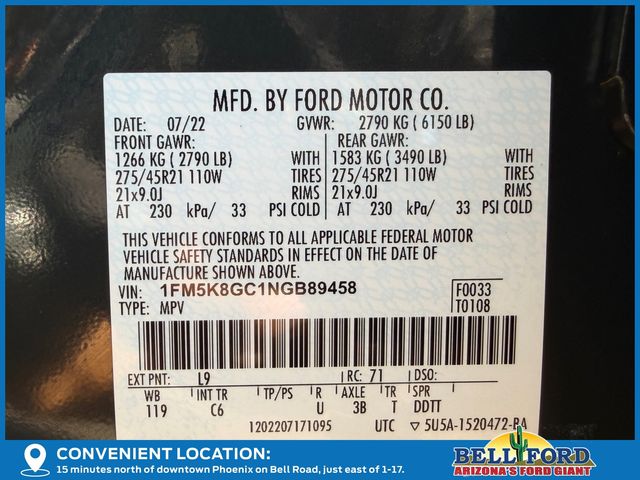 MFD. BY FORD MOTOR CO.
DATE: 07/22 GVWR: 2790 KG ( 6150 LB)
FRONT GAWR: REAR GAWR:
1266 KG ( 2790 LB) WITH 1583 KG ( 3490 LB) WITH
275/45R21 110W TIRES 275/45R21 110W TIRES
21x9.0J RIMS 21x9.0J RIMS
AT 230 kPa/ 33 PSI COLD AT 230 kPa/ 33 PSI COLD
THIS VEHICLE CONFORMS TO ALL APPLICABLE FEDERAL MOTOR
VEHICLE SAFETY STANDARDS IN EFFECT ON THE DATE OF
MANUFACTURE SHOWN ABOVE.
VIN: 1FM5K8GC1NGB89458 F0033
TYPE: MPV T0108
EXT PNT: L9 RC: 71 DSO:
WB INT TR TP/PS R AXLE TR SPR
119 C6 U 3B T DDTT
1202207171095 UTC ▽ 5U5A-1520472-BA
BELL FORD
ARIZONA'S FORD GIANT
CONVENIENT LOCATION:
15 minutes north of downtown Phoenix on Bell Road, just east of 1-17.